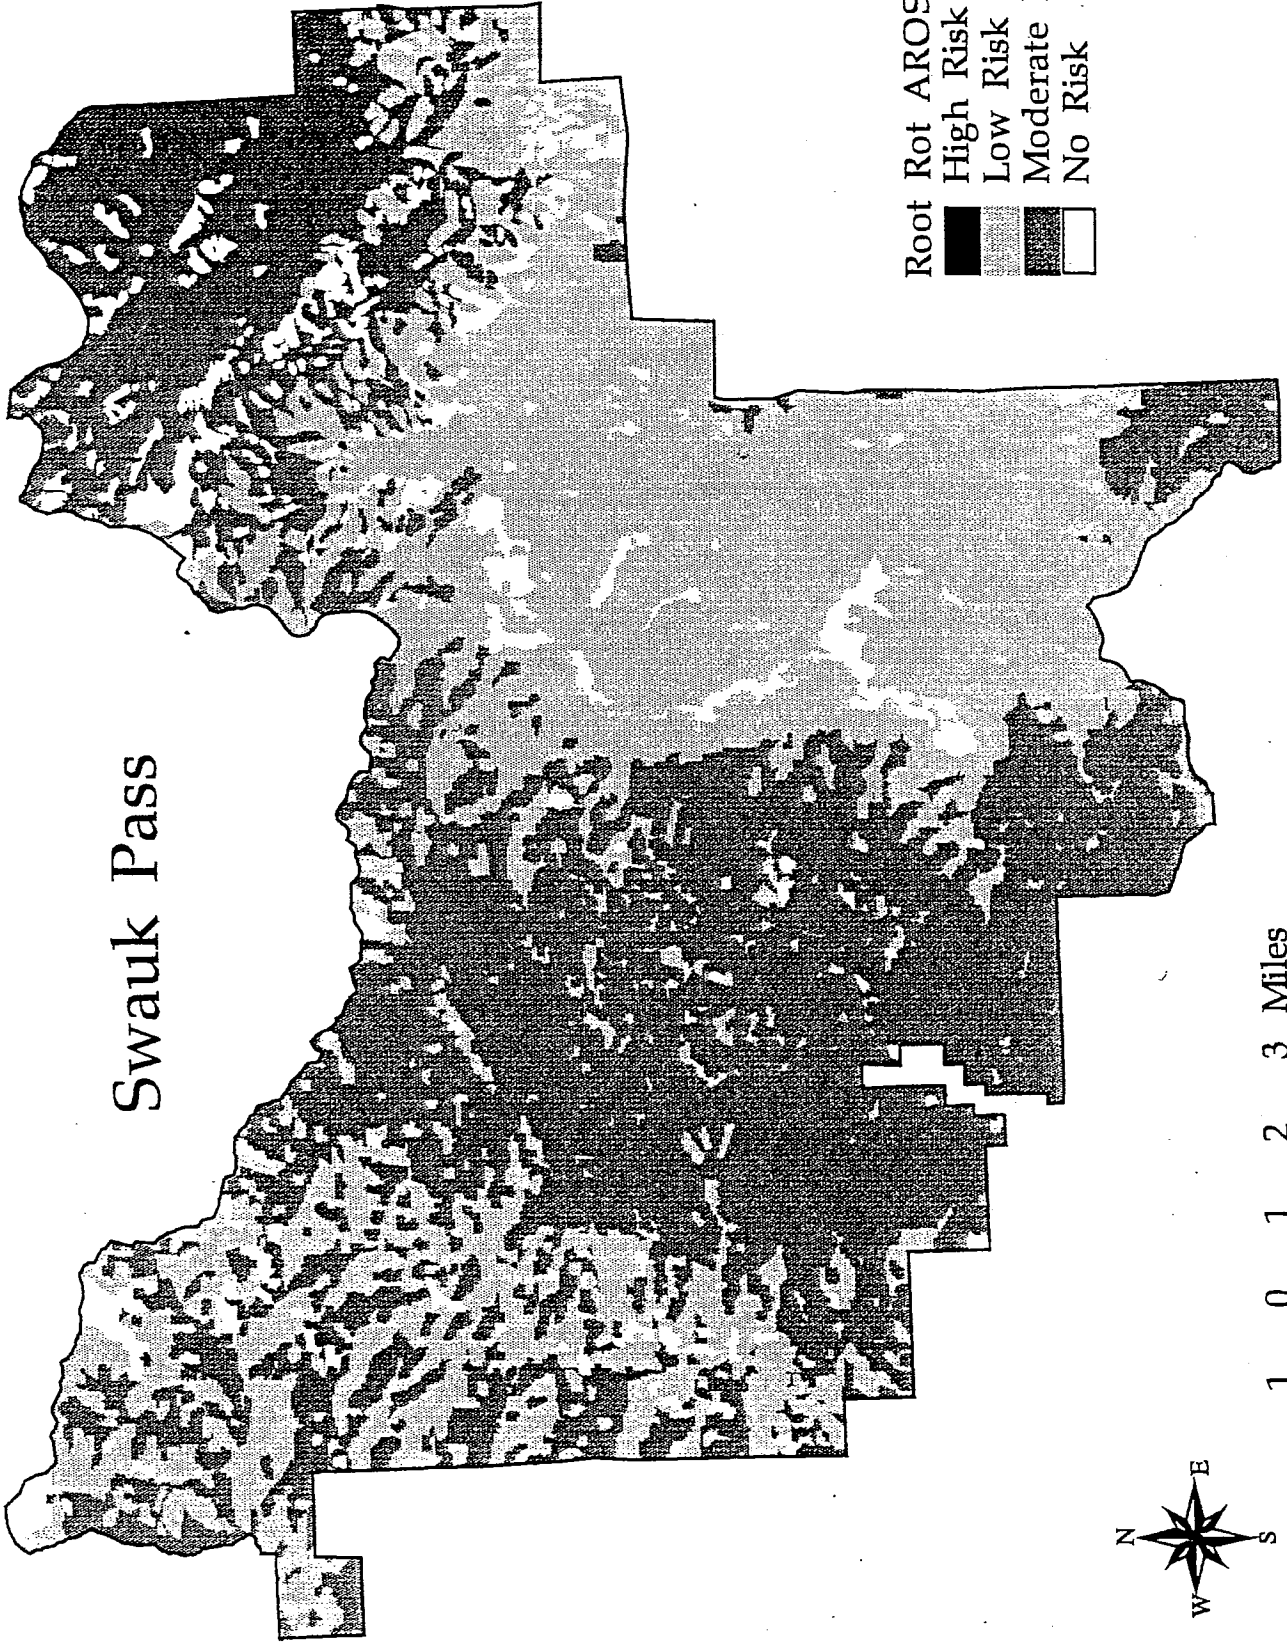 Swauk Pass
Root Rot AROS
High Risk
Low Risk
Moderate
No Risk
1 0 1 2 3 Miles
N
W E
S